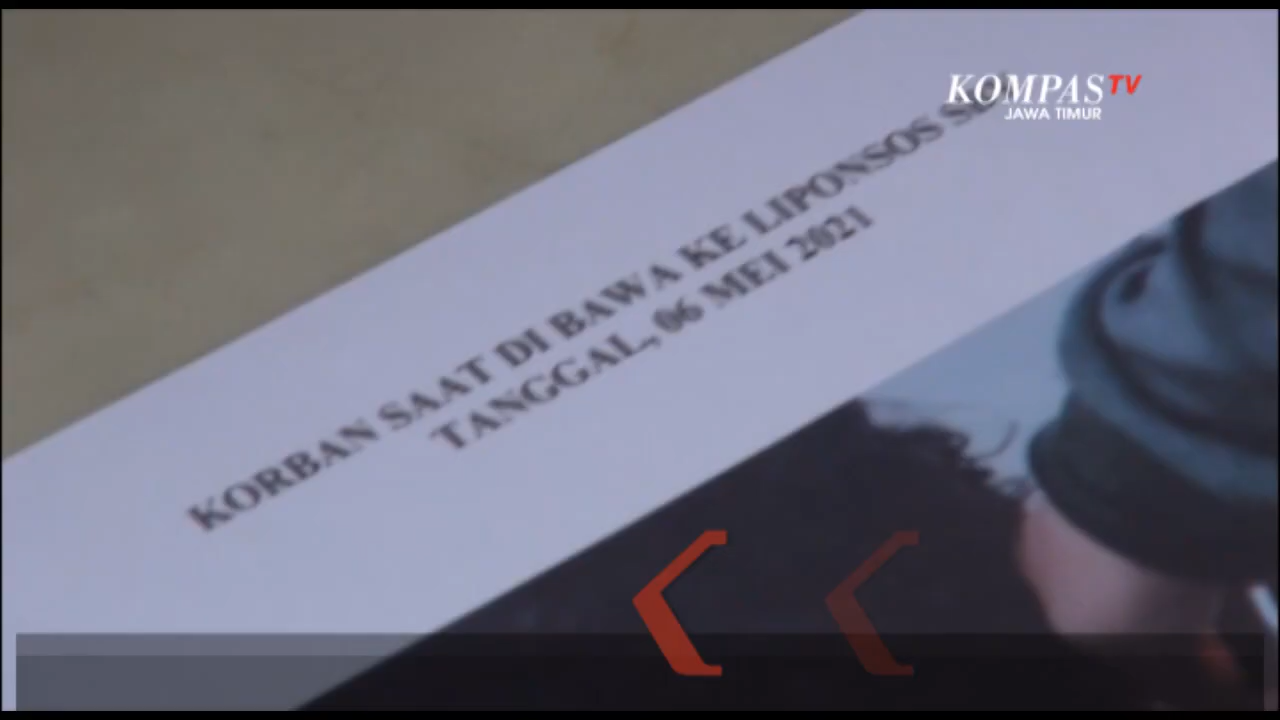 KOMPAS TV
JAWA TIMUR
KORBAN SAAT DI BAWA KE LIPONSOS
TANGGAL, 06 MEI 2021